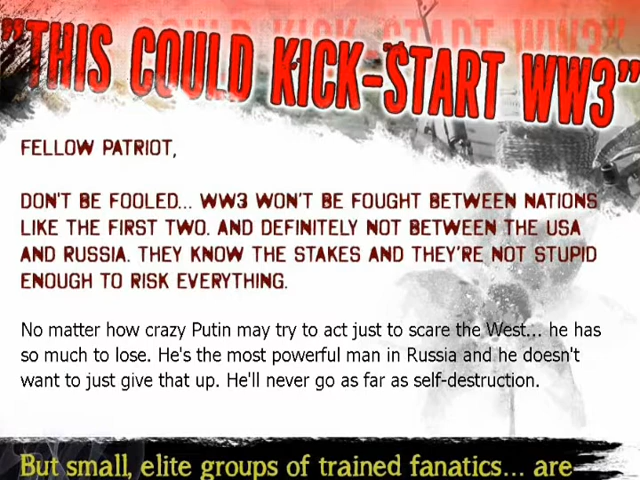 "THIS COULD KICK-START WW3"
FELLOW PATRIOT,
DON'T BE FOOLED... WW3 WON'T BE FOUGHT BETWEEN NATIONS
LIKE THE FIRST TWO. AND DEFINITELY NOT BETWEEN THE USA
AND RUSSIA. THEY KNOW THE STAKES AND THEY'RE NOT STUPID
ENOUGH TO RISK EVERYTHING.
No matter how crazy Putin may try to act just to scare the West... he has
so much to lose. He's the most powerful man in Russia and he doesn't
want to just give that up. He'll never go as far as self-destruction.
But small, elite groups of trained fanatics... are